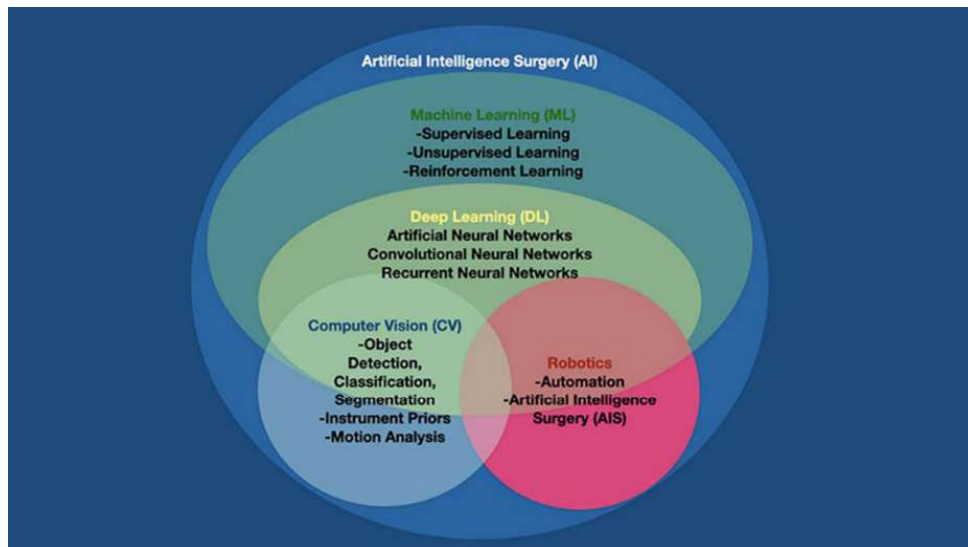 Artificial Intelligence Surgery (AI)
Machine Learning (ML)
-Supervised Learning
-Unsupervised Learning
-Reinforcement Learning
Deep Learning (DL)
Artificial Neural Networks
Convolutional Neural Networks
Recurrent Neural Networks
Computer Vision (CV)
-Object
Detection,
Classification,
Segmentation
-Instrument Priors
-Motion Analysis
Robotics
-Automation
-Artificial Intelligence
Surgery (AIS)